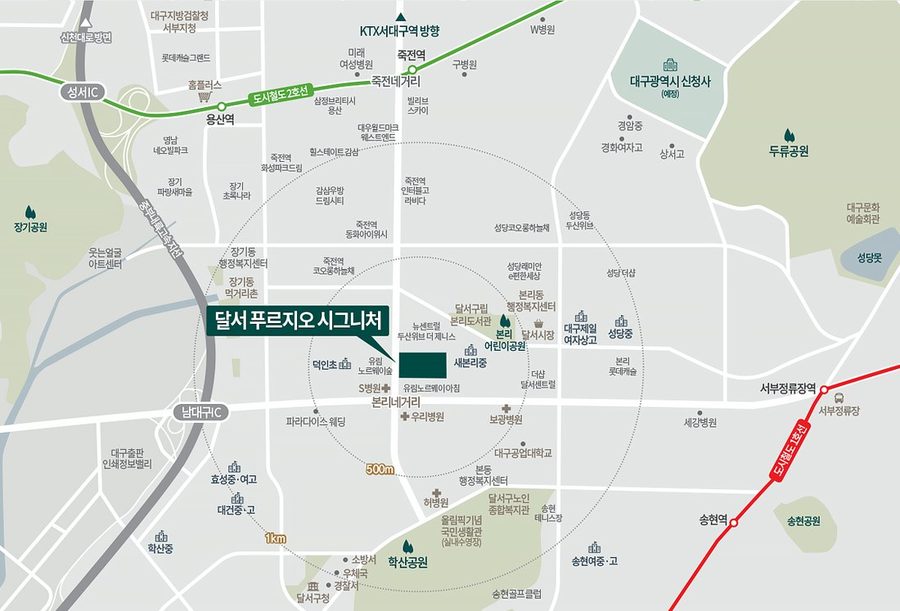 신천대로 방면
대구지방검찰청
서부지청
롯데캐슬그랜드
KTX서대구역 방향
죽전역
미래
여성병원
죽전네거리
구병원
W병원
대구광역시 신청사
(예정)
성서IC
홈플러스
용산역
도시철도 2호선
삼정브리티시
용산
빌리브
스카이
대우월드마크
웨스트엔드
경암중
경화여자고
상서고
두류공원
영남
네오빌파크
죽전역
화성파크드림
힐스테이트감삼
장기
파랑새마을
장기
초록나라
감삼우방
드림시티
죽전역
인터불고
라비다
대구문화
예술회관
성당못
장기공원
중부내륙고속지선
죽전역
동화아이위시
성당코오롱하늘채
성당동
두산위브
웃는얼굴
아트센터
장기동
행정복지센터
죽전역
코오롱하늘채
성당래미안
e편한세상
성당 더샵
장기동
먹거리촌
달서 푸르지오 시그니처
뉴센트럴
두산위브 더 제니스
달서구립
본리도서관
본리동
행정복지센터
본리
어린이공원
달서시장
대구제일
여자상고
성당중
덕인초
유림
노르웨이숲
새본리중
더샵
달서센트럴
본리
롯데캐슬
S병원
유림노르웨이아침
본리네거리
서부정류장역
서부정류장
남대구IC
파라다이스 웨딩
우리병원
보광병원
세강병원
도시철도 1호선
대구출판
인쇄정보밸리
대구공업대학교
500m
본동
행정복지센터
효성중·여고
대건중·고
허병원
달서구노인
종합복지관
송현
테니스장
송현역
송현공원
올림픽기념
국민생활관
(실내수영장)
1km
학산중
학산공원
송현여중·고
소방서
우체국
경찰서
달서구청
송현골프클럽